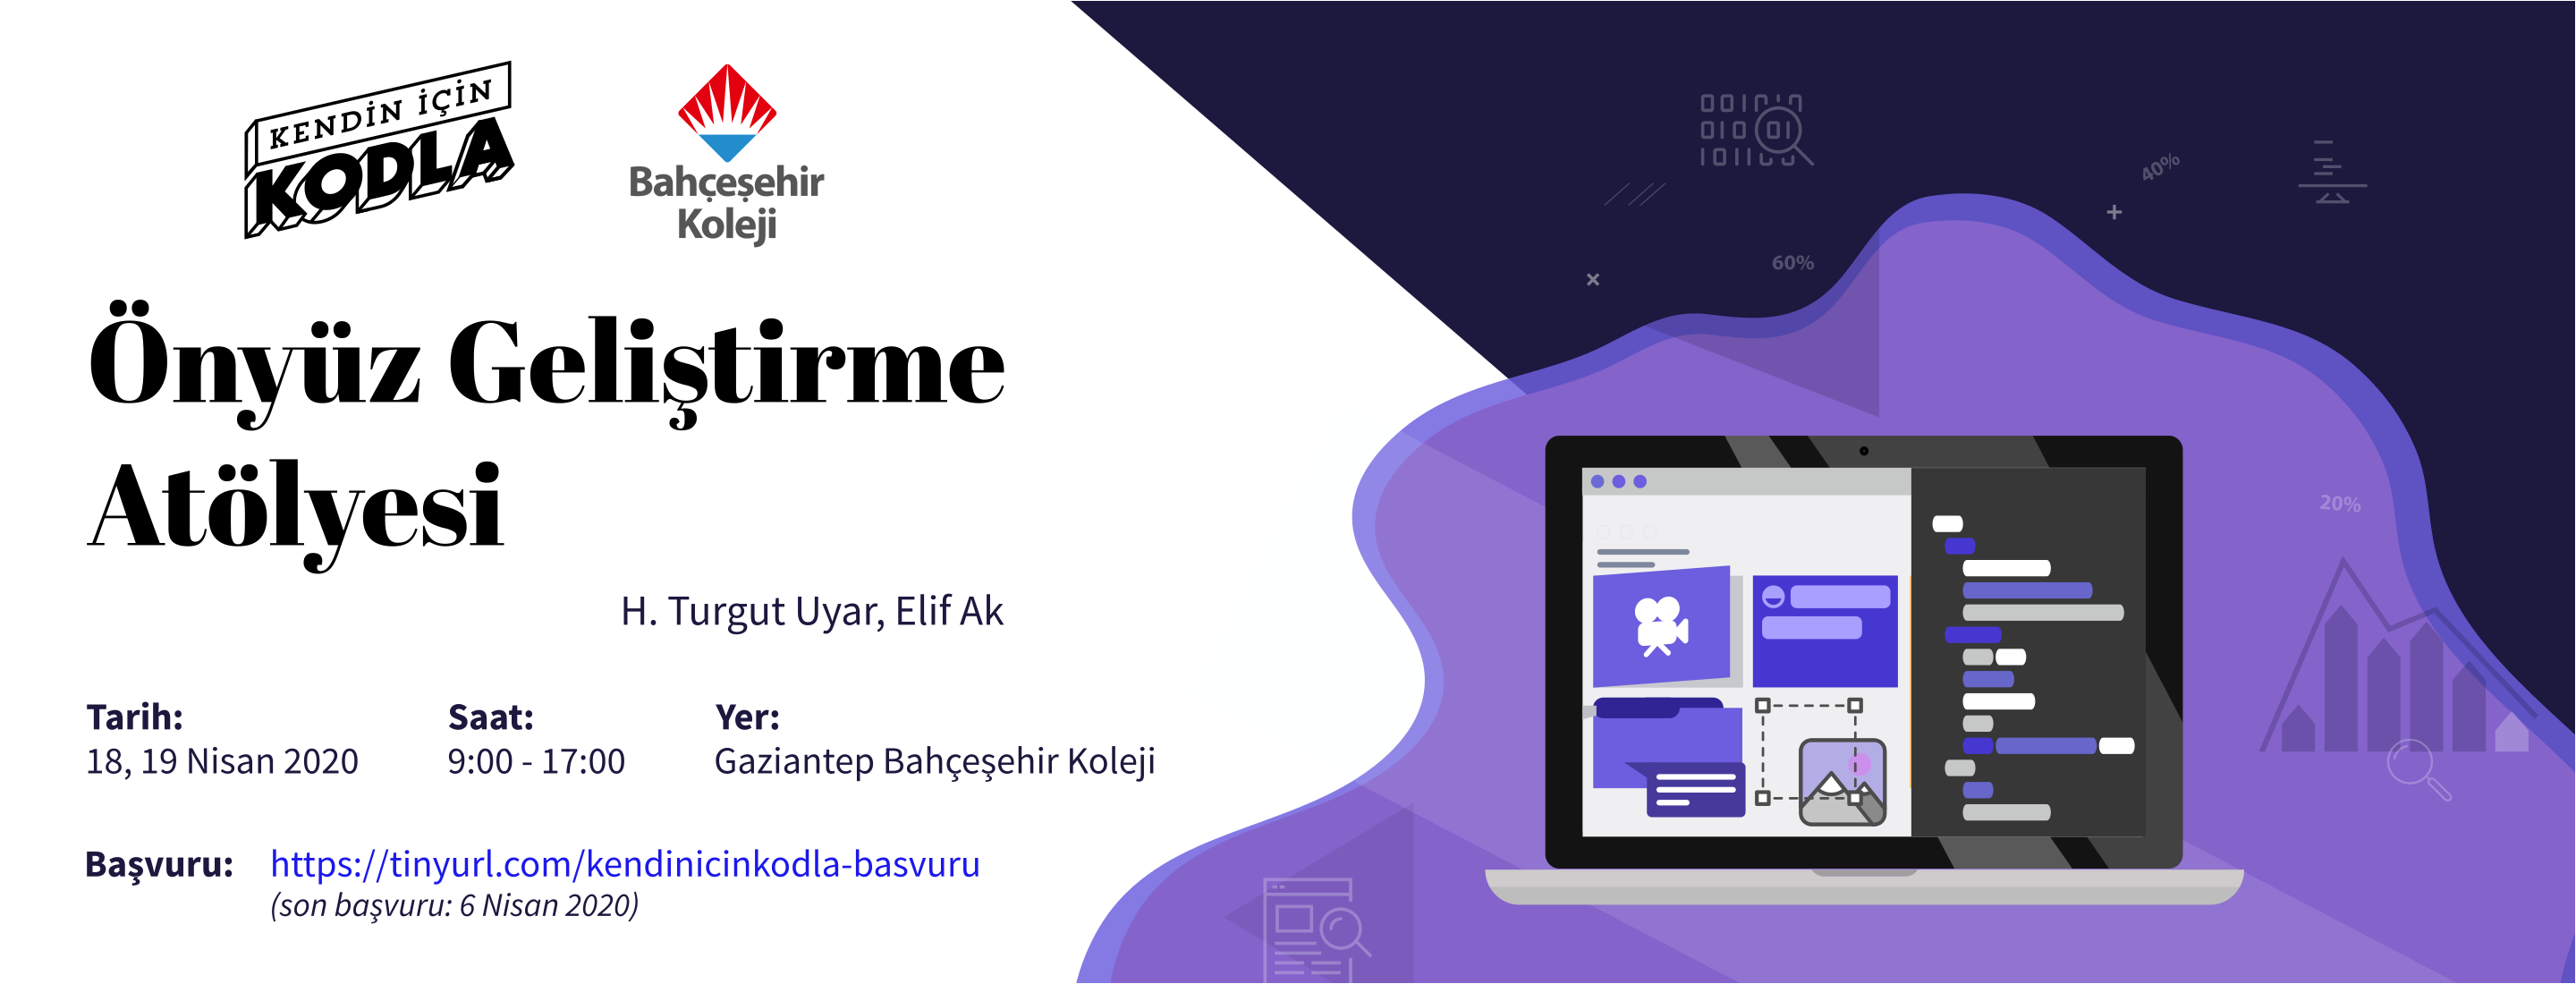 KENDİN İÇİN
KODLA
Bahçeşehir
Koleji
Önyüz Geliştirme
Atölyesi
H. Turgut Uyar, Elif Ak
Tarih:
18, 19 Nisan 2020
Saat:
9:00 - 17:00
Yer:
Gaziantep Bahçeşehir Koleji
Başvuru: https://tinyurl.com/kendinicinkodla-basvuru
(son başvuru: 6 Nisan 2020)
40%
60%
20%